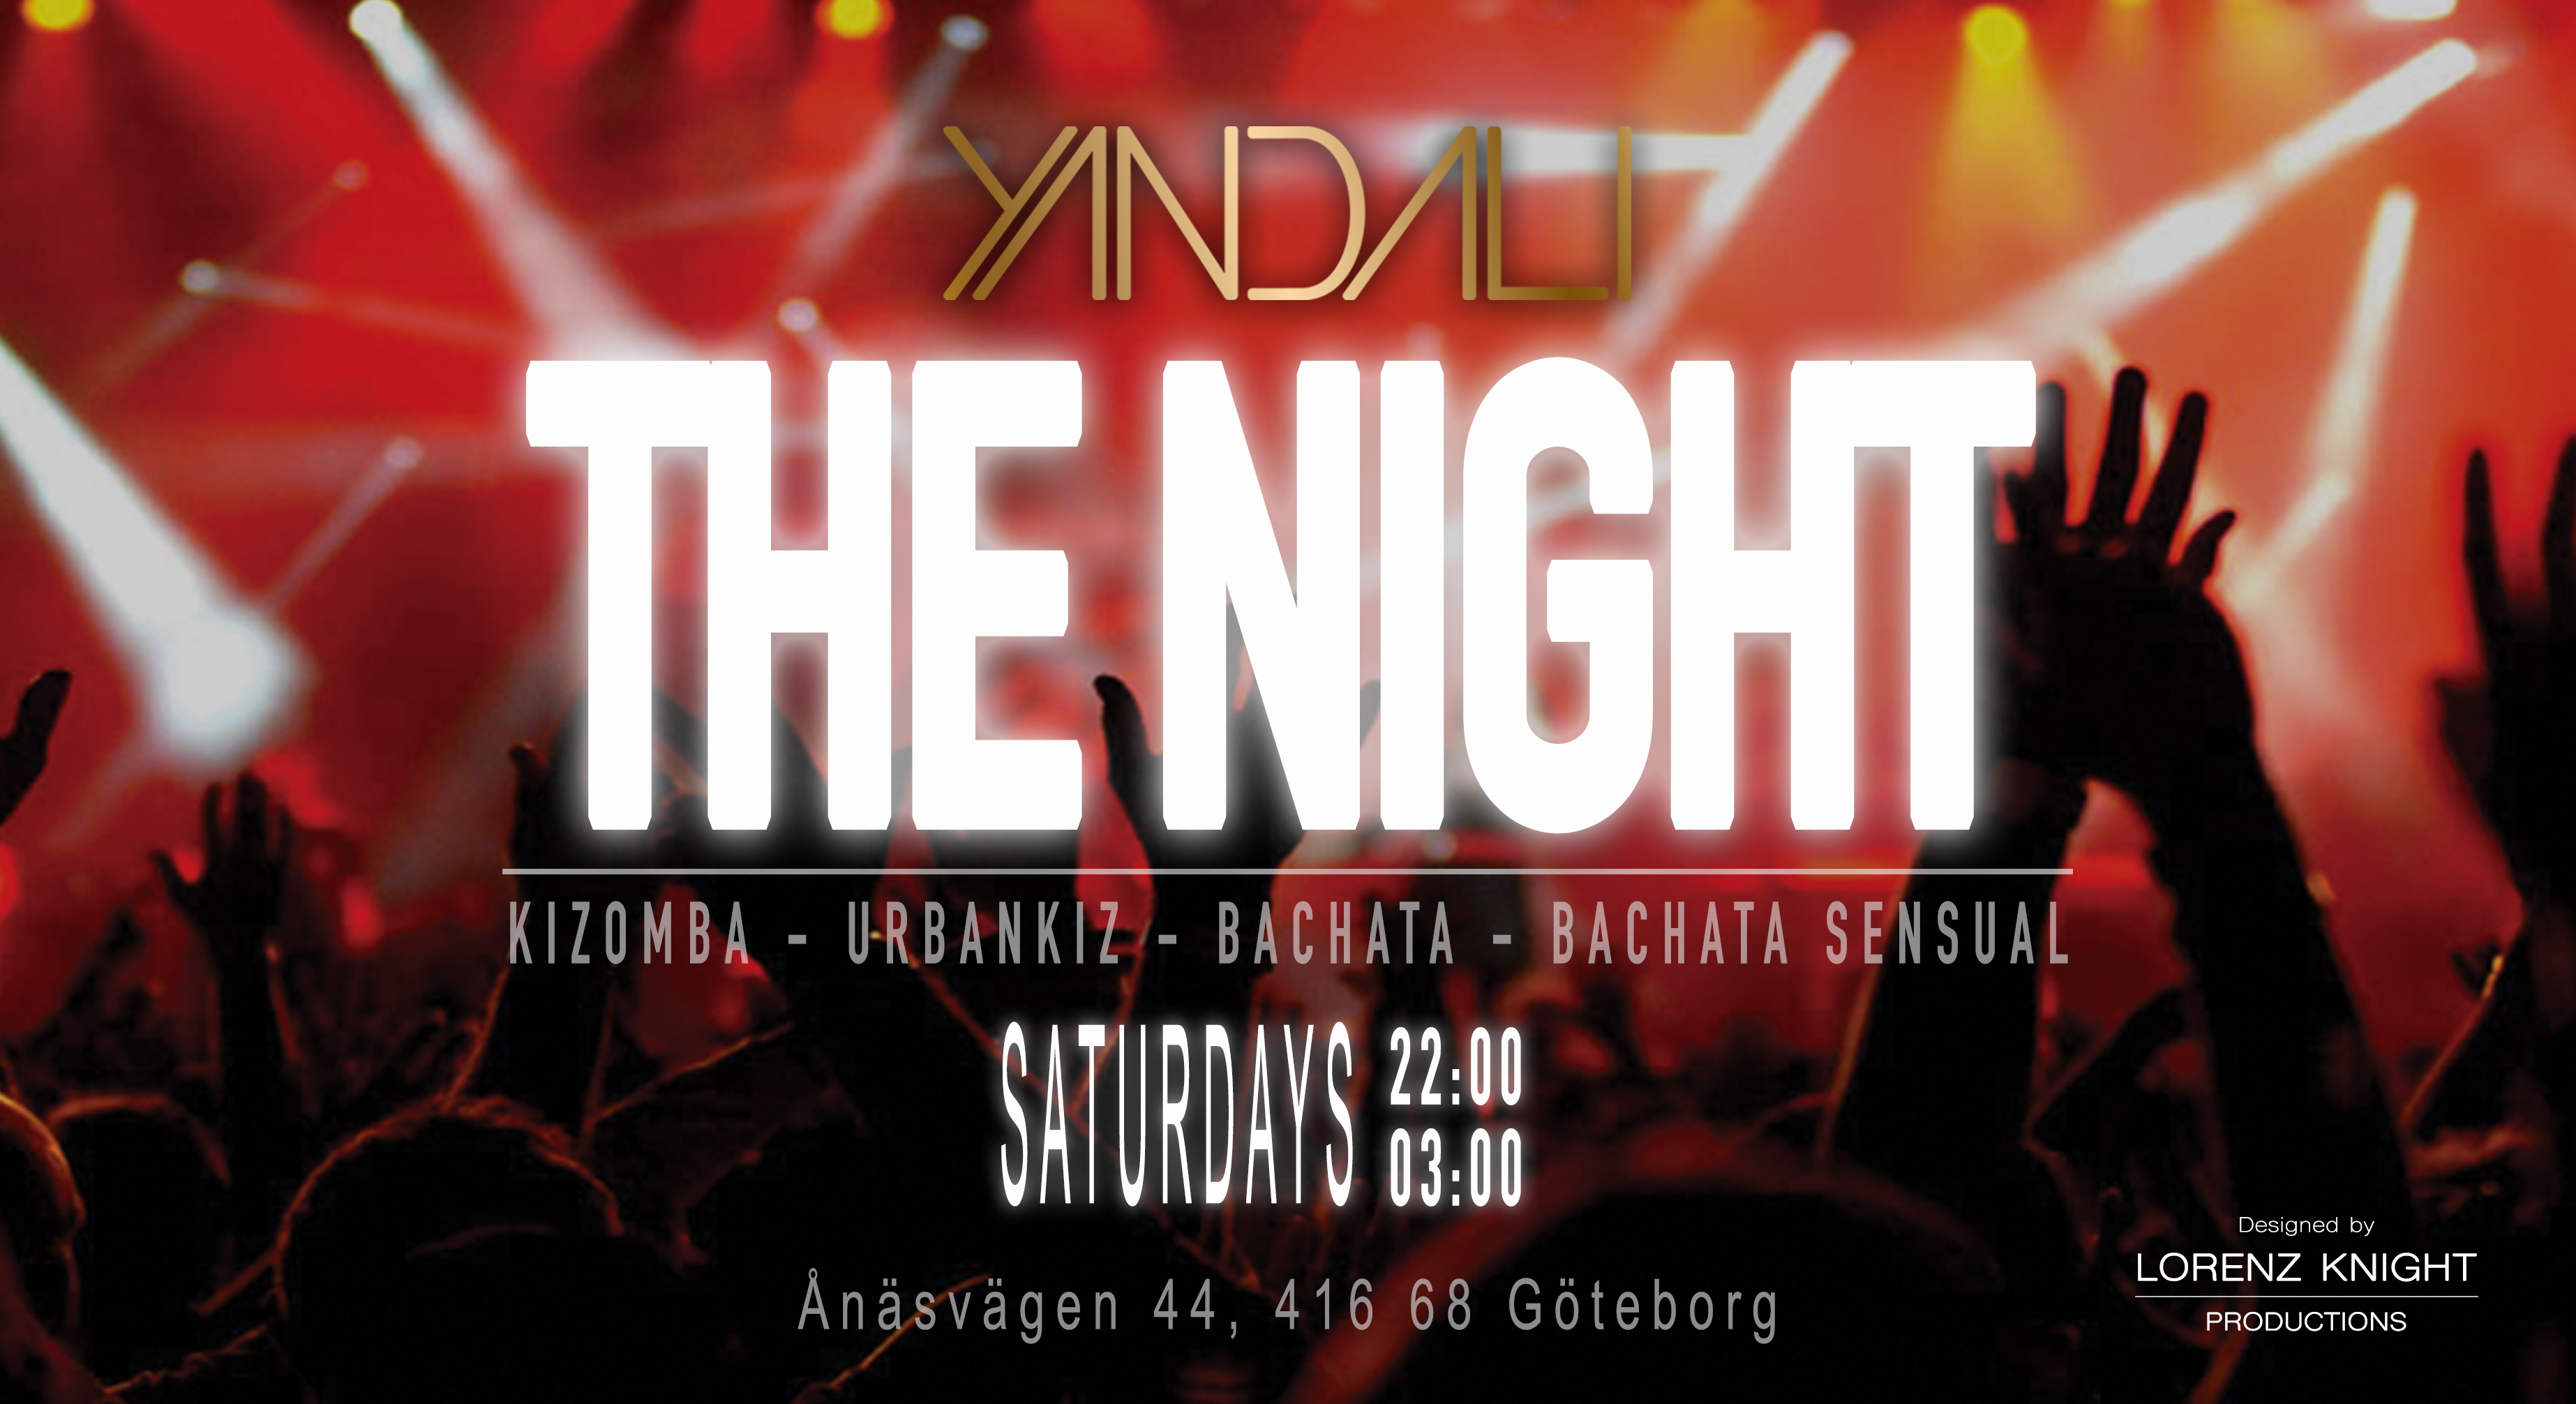 YANDALI
THE NIGHT
KIZOMBA - URBANKIZ - BACHATA - BACHATA SENSUAL
SATURDAYS 22:00
03:00
Ånäsvägen 44, 416 68 Göteborg
Designed by
LORENZ KNIGHT
PRODUCTIONS